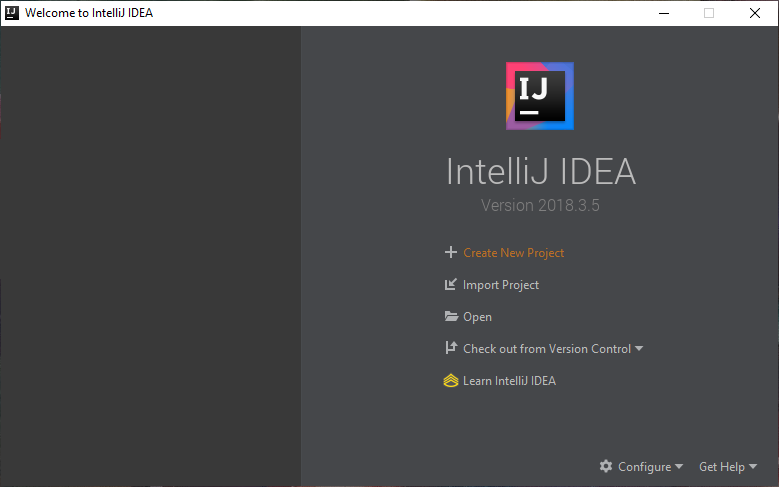 Welcome to IntelliJ IDEA
IJ
IntelliJ IDEA
Version 2018.3.5
Create New Project
Import Project
Open
Check out from Version Control
Learn IntelliJ IDEA
Configure
Get Help